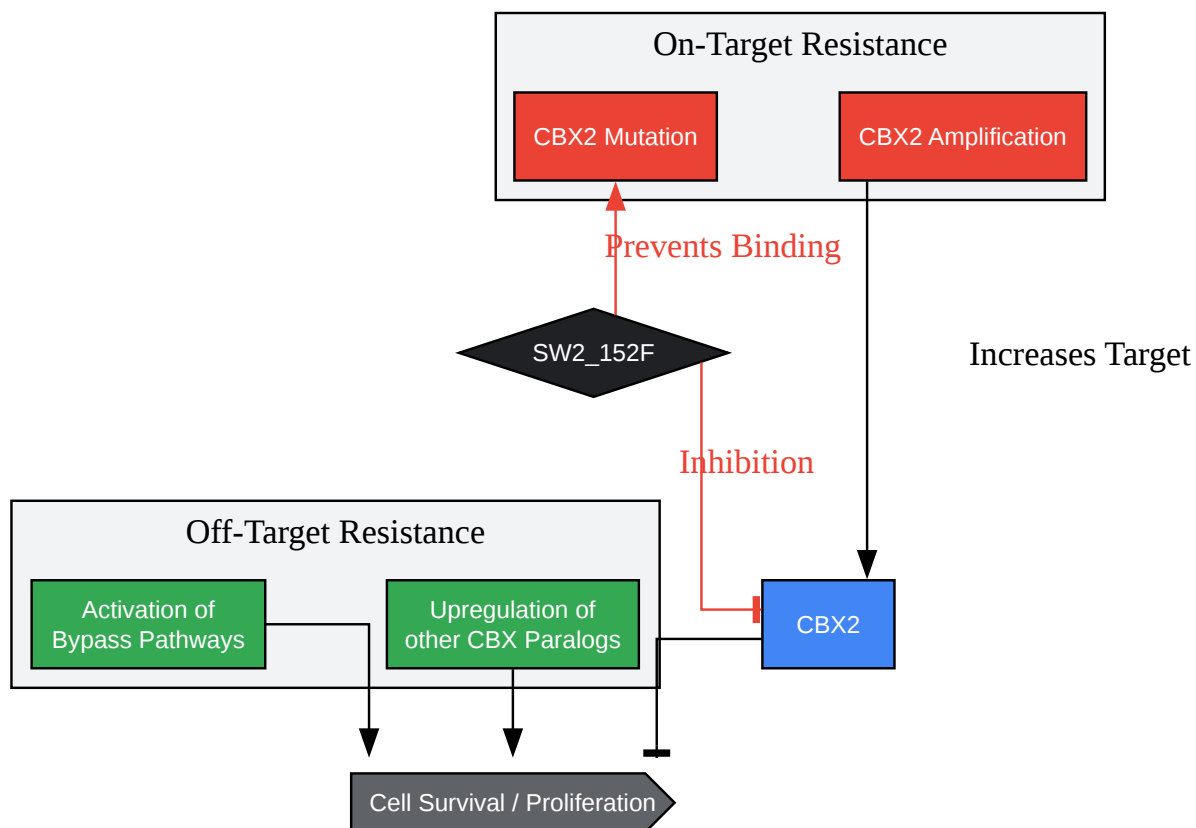 On-Target Resistance
CBX2 Mutation
CBX2 Amplification
Prevents Binding
SW2_152F
Increases Target
Inhibition
Off-Target Resistance
Activation of
Bypass Pathways
Upregulation of
other CBX Paralogs
CBX2
Cell Survival / Proliferation